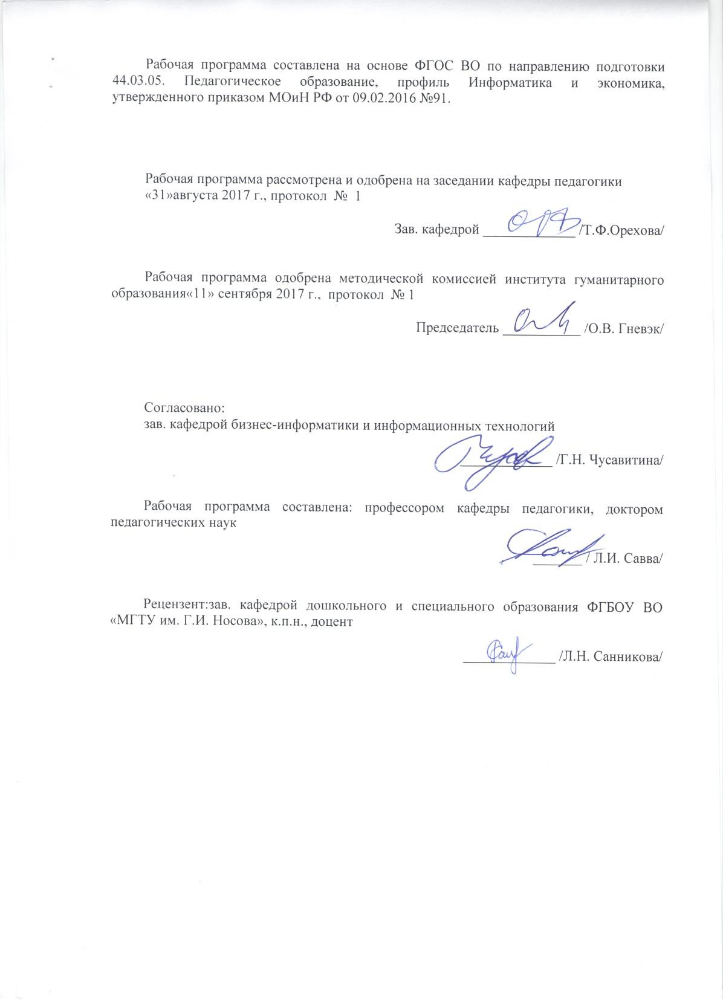 Рабочая программа составлена на основе ФГОС ВО по направлению подготовки
44.03.05. Педагогическое образование, профиль Информатика и экономика,
утвержденного приказом МОиН РФ от 09.02.2016 №91.
Рабочая программа рассмотрена и одобрена на заседании кафедры педагогики
«31»августа 2017 г., протокол № 1
Зав. кафедрой _____________ /Т.Ф.Орехова/
Рабочая программа одобрена методической комиссией института гуманитарного
образования«11» сентября 2017 г., протокол № 1
Председатель ___________ /О.В. Гневэк/
Согласовано:
зав. кафедрой бизнес-информатики и информационных технологий
_____________ /Г.Н. Чусавитина/
Рабочая программа составлена: профессором кафедры педагогики, доктором
педагогических наук
_______ / Л.И. Савва/
Рецензент:зав. кафедрой дошкольного и специального образования ФГБОУ ВО
«МГТУ им. Г.И. Носова», к.п.н., доцент
_____________ /Л.Н. Санникова/